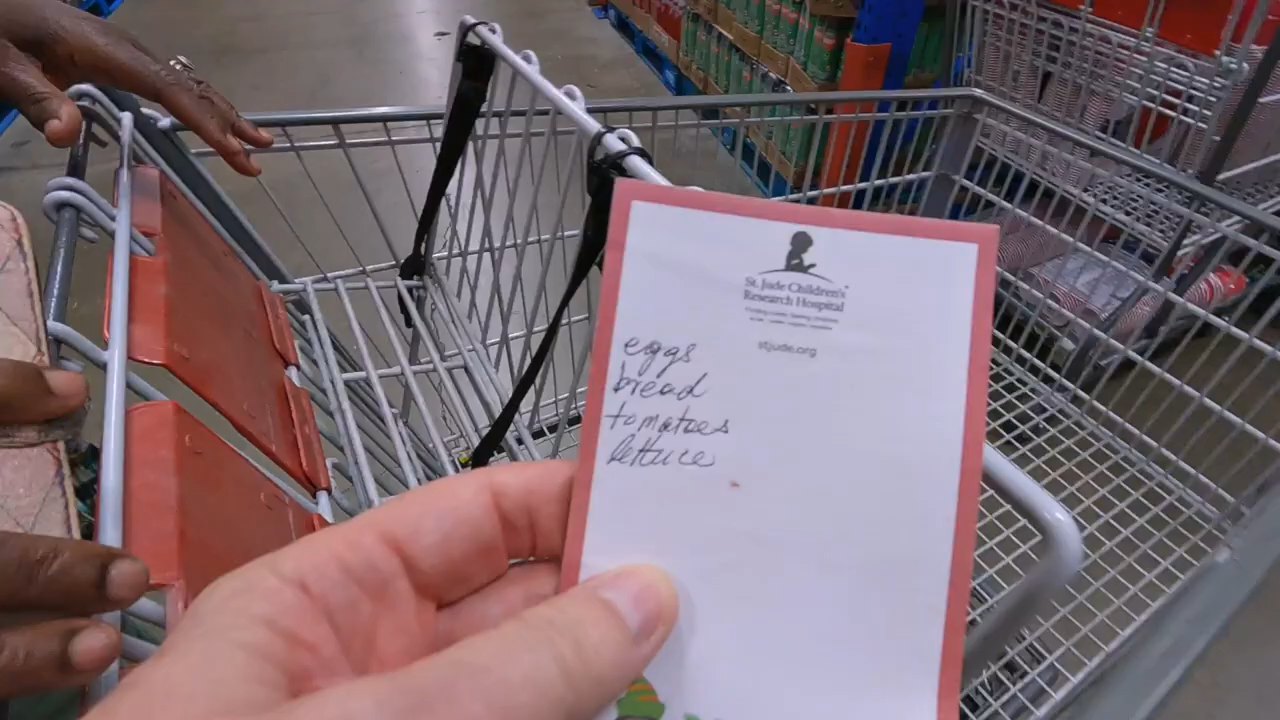 St. Jude Children's
Research Hospital
stjude.org
eggs
bread
tomatoes
lettuce